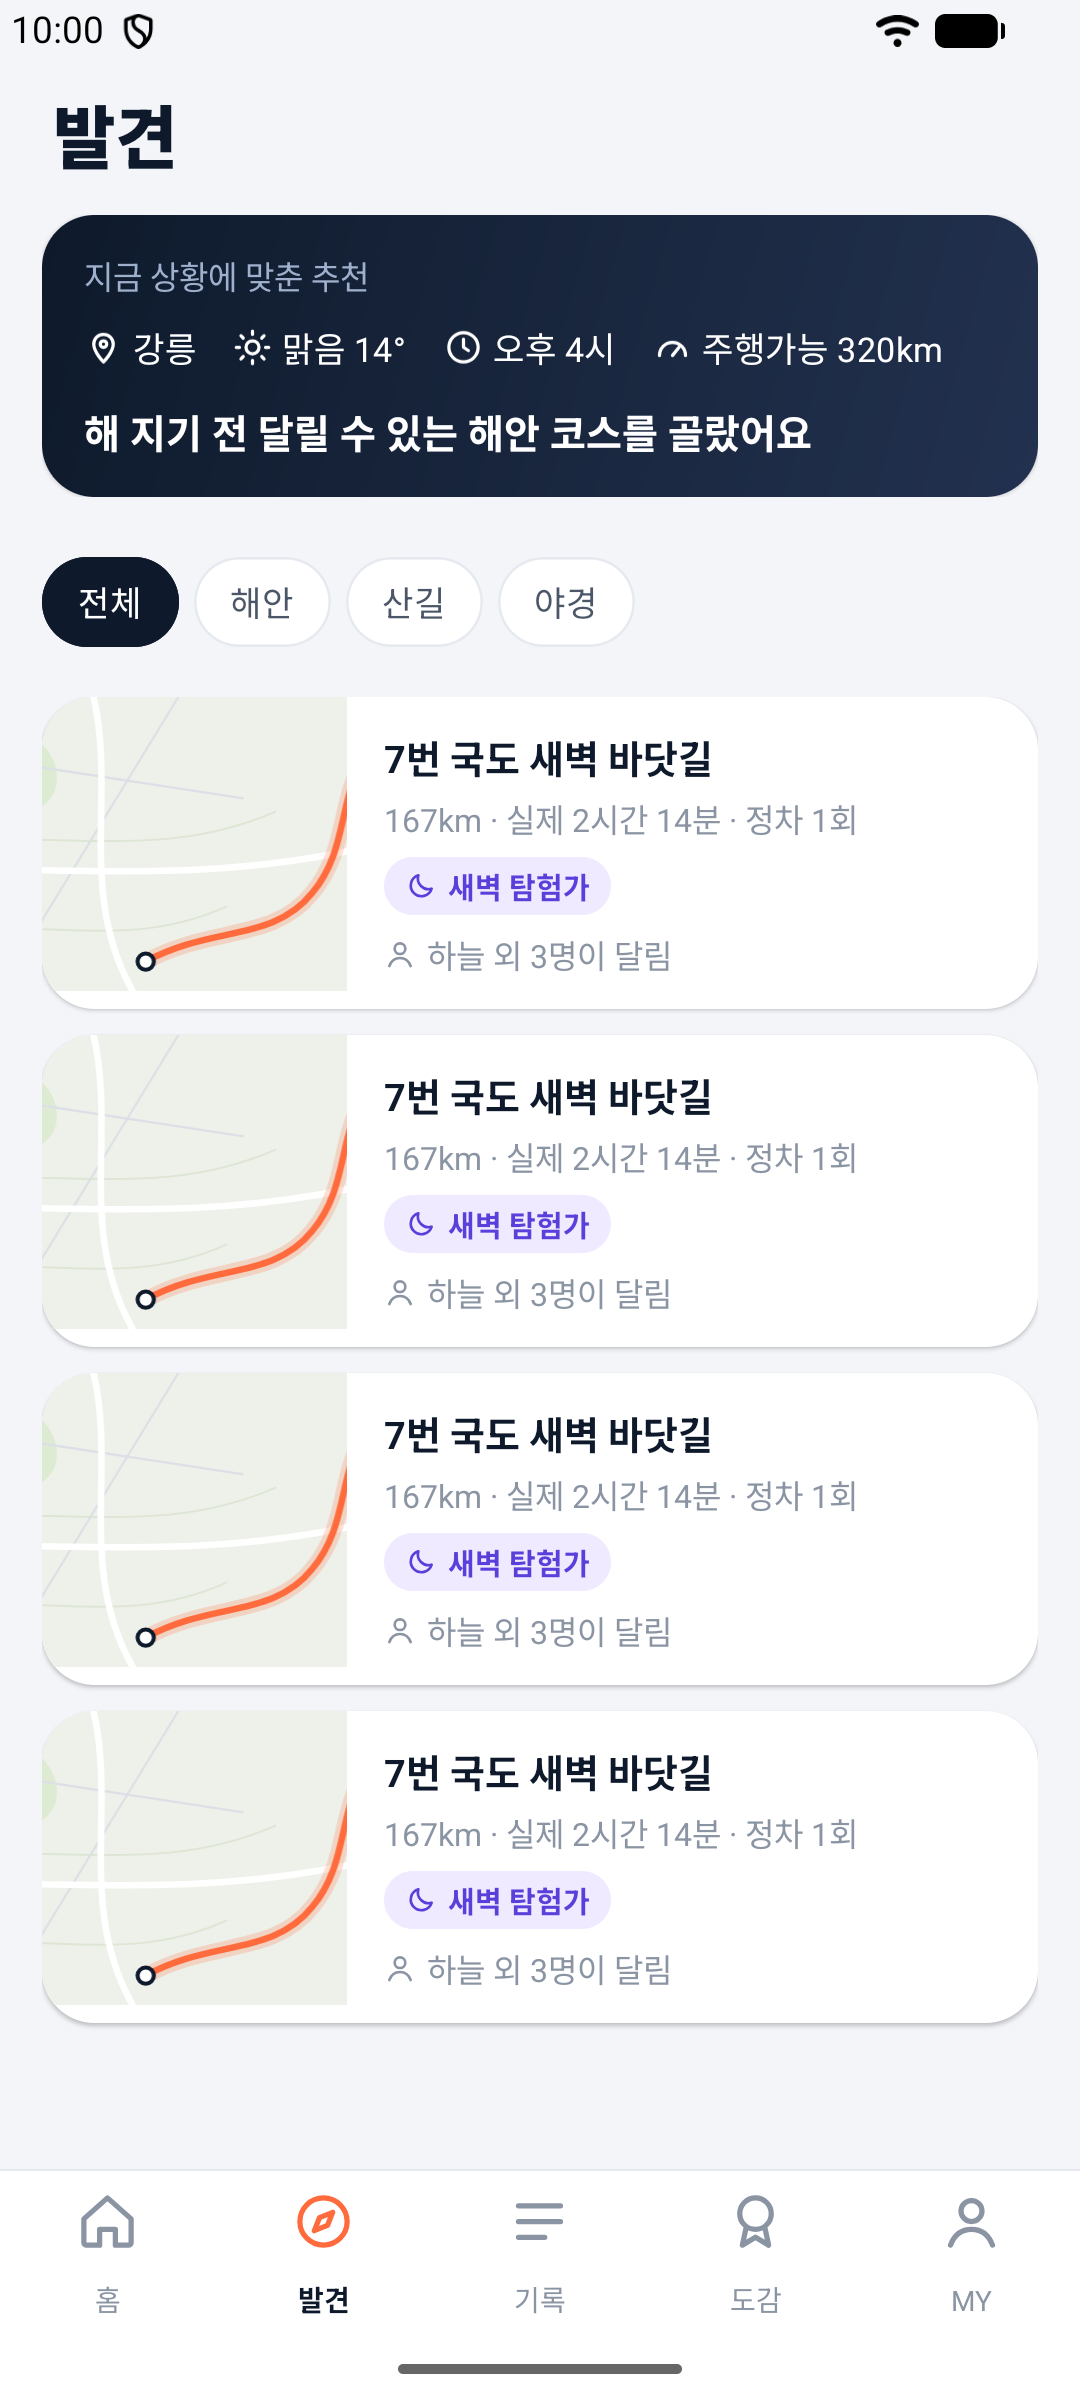 10:00
발견
지금 상황에 맞춘 추천
강릉 맑음 14° 오후 4시 주행가능 320km
해 지기 전 달릴 수 있는 해안 코스를 골랐어요
전체 해안 산길 야경
7번 국도 새벽 바닷길
167km · 실제 2시간 14분 · 정차 1회
새벽 탐험가
하늘 외 3명이 달림
7번 국도 새벽 바닷길
167km · 실제 2시간 14분 · 정차 1회
새벽 탐험가
하늘 외 3명이 달림
7번 국도 새벽 바닷길
167km · 실제 2시간 14분 · 정차 1회
새벽 탐험가
하늘 외 3명이 달림
7번 국도 새벽 바닷길
167km · 실제 2시간 14분 · 정차 1회
새벽 탐험가
하늘 외 3명이 달림
홈 발견 기록 도감 MY